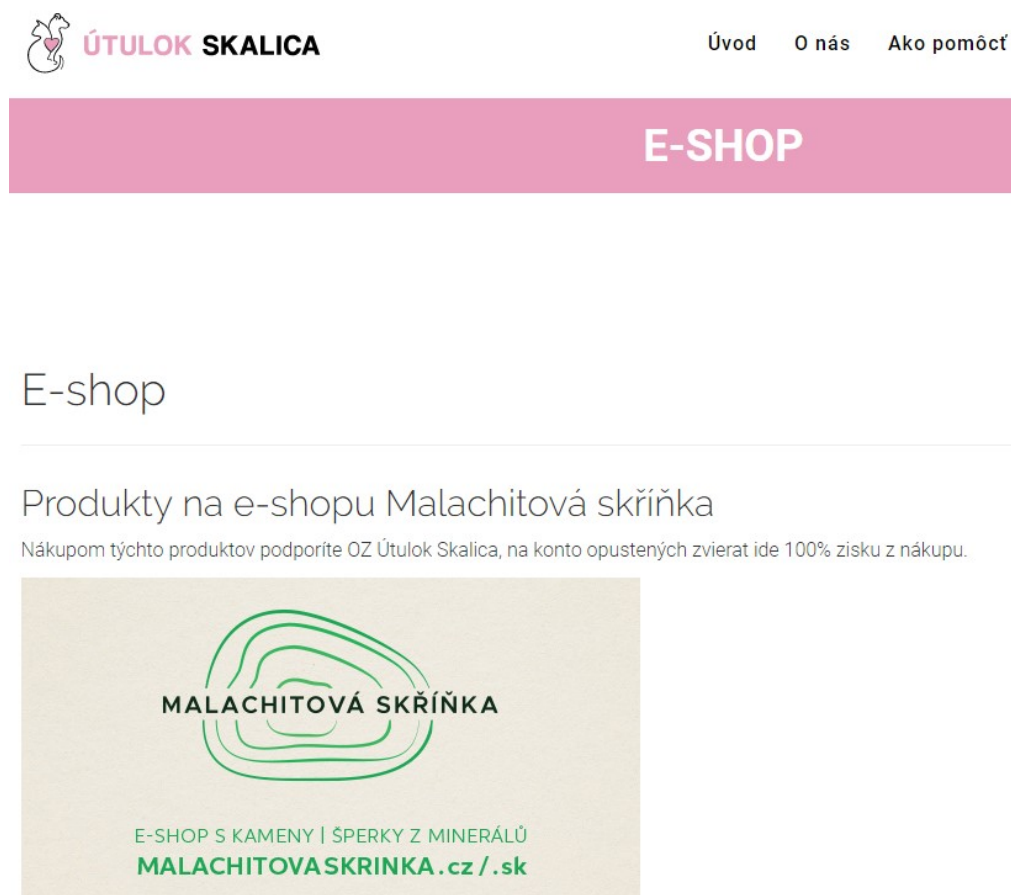 ÚTULOK SKALICA
Úvod O nás Ako pomôcť
E-SHOP
E-shop
Produkty na e-shopu Malachitová skříňka
Nákupom týchto produktov podporíte OZ Útulok Skalica, na konto opustených zvierat ide 100% zisku z nákupu.
MALACHITOVÁ SKŘÍŇKA
E-SHOP S KAMENY | ŠPERKY Z MINERÁLŮ
MALACHITOVASKRINKA.cz/.sk